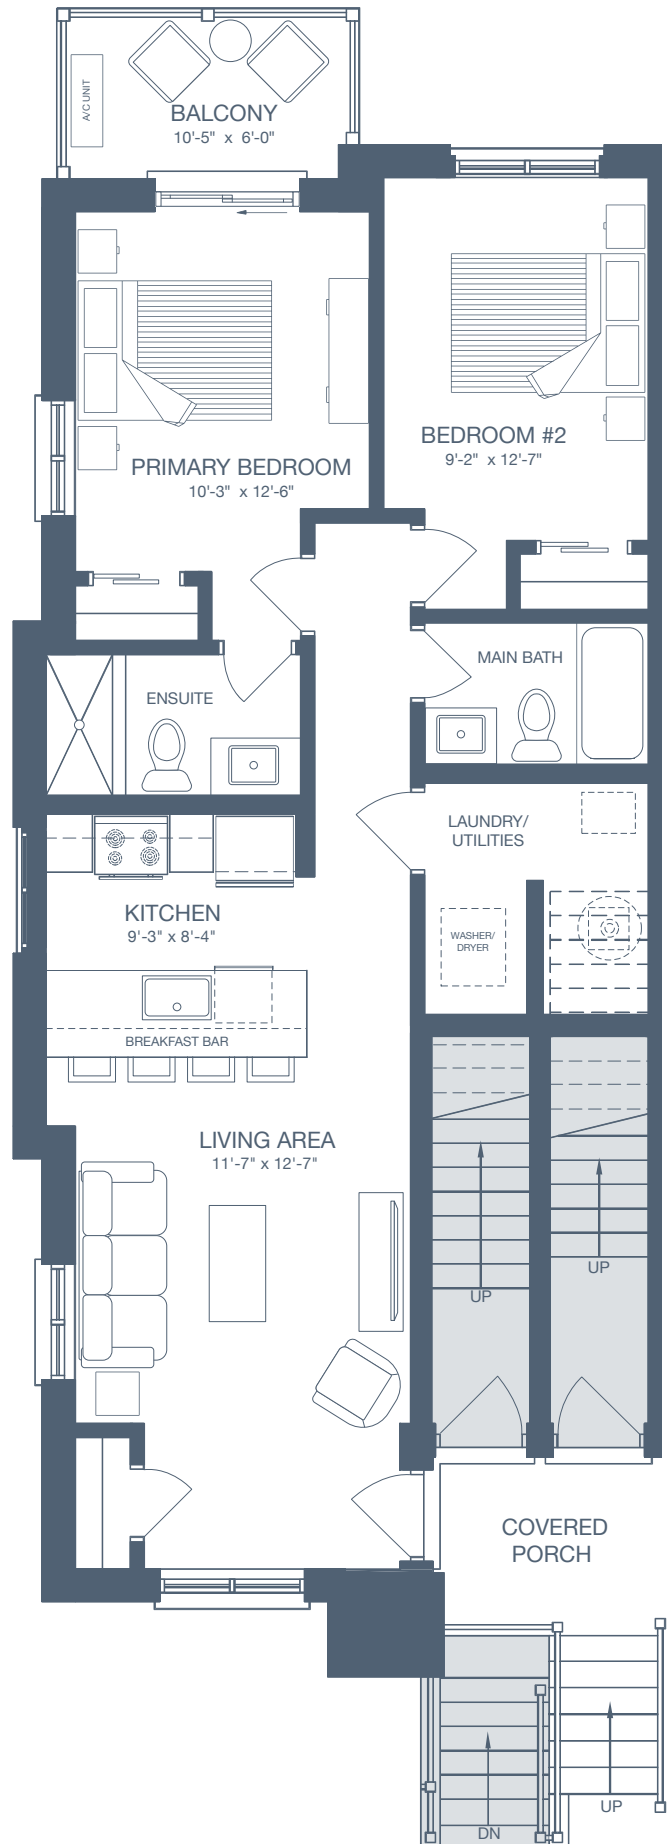 A/C UNIT
BALCONY
10'-5" x 6'-0"
BEDROOM #2
9'-2" x 12'-7"
PRIMARY BEDROOM
10'-3" x 12'-6"
MAIN BATH
ENSUITE
LAUNDRY/
UTILITIES
KITCHEN
9'-3" x 8'-4"
WASHER/
DRYER
BREAKFAST BAR
LIVING AREA
11'-7" x 12'-7"
UP
UP
COVERED
PORCH
UP
DN